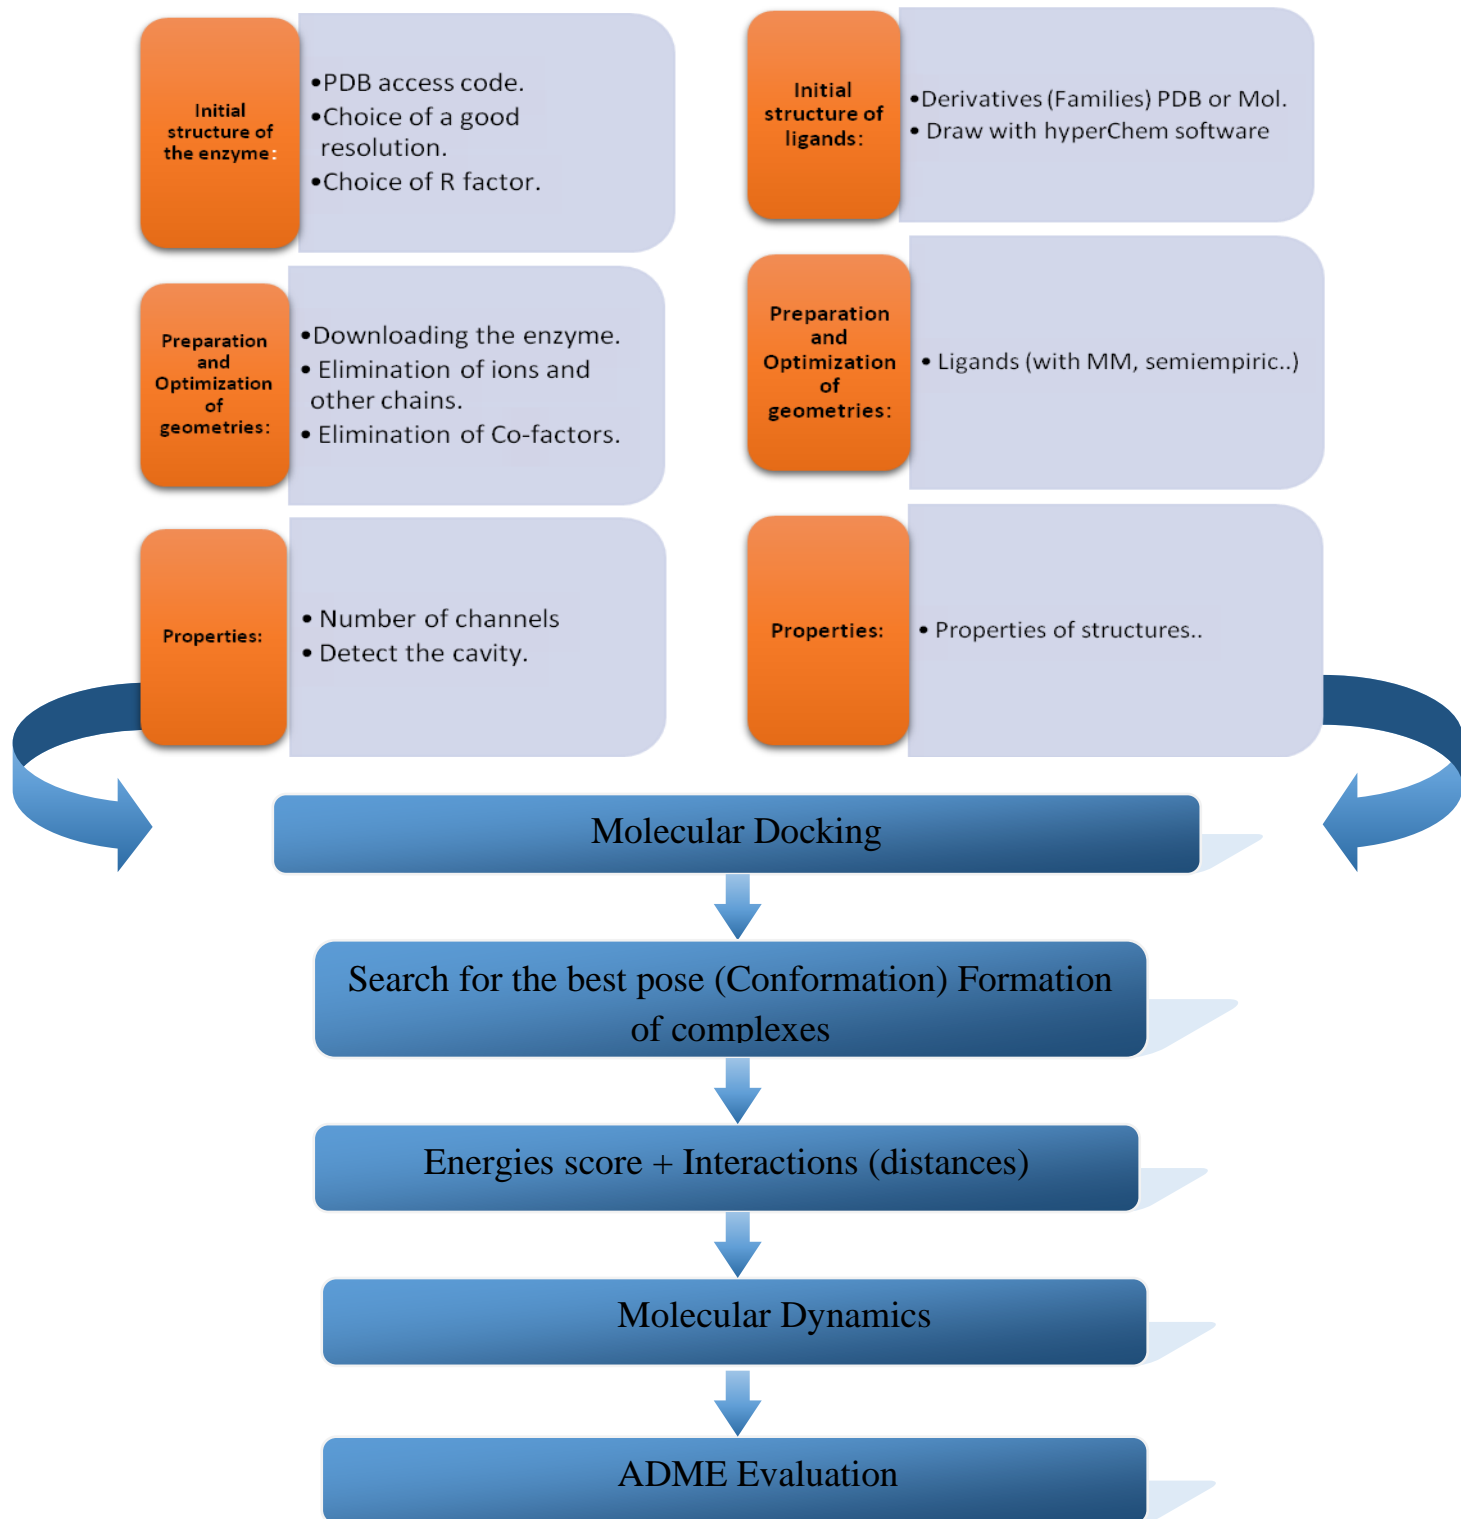 Initial
structure of
the enzyme:
•PDB access code.
•Choice of a good
resolution.
•Choice of R factor.
Preparation
and
Optimization
of
geometries:
•Downloading the enzyme.
• Elimination of ions and
other chains.
• Elimination of Co-factors.
Properties:
• Number of channels
• Detect the cavity.
Initial
structure of
ligands:
•Derivatives (Families) PDB or Mol.
• Draw with hyperChem software
Preparation
and
Optimization
of
geometries:
• Ligands (with MM, semiempiric..)
Properties:
• Properties of structures..
Molecular Docking
Search for the best pose (Conformation) Formation
of complexes
Energies score + Interactions (distances)
Molecular Dynamics
ADME Evaluation